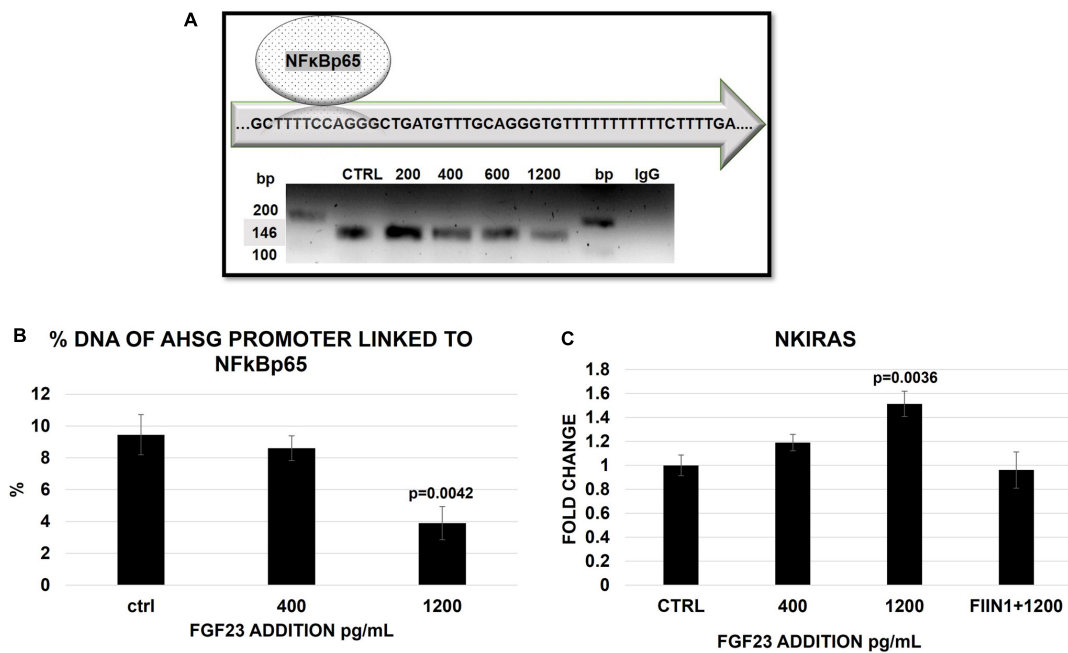 A
NFκBp65
...GCTTTTCCAGGGCTGATGTTTGCAGGGTGTTTTTTTTTTTTCTTTTGA....
bp CTRL 200 400 600 1200 bp IgG
200
146
100
B % DNA OF AHSG PROMOTER LINKED TO
NFkBp65
12
10
8
6
4
2
0
%
p=0.0042
ctrl 400 1200
FGF23 ADDITION pg/mL
C NKIRAS
1.8
1.6
1.4
1.2
1
0.8
0.6
0.4
0.2
0
FOLD CHANGE
p=0.0036
CTRL 400 1200 FIIN1+1200
FGF23 ADDITION pg/mL